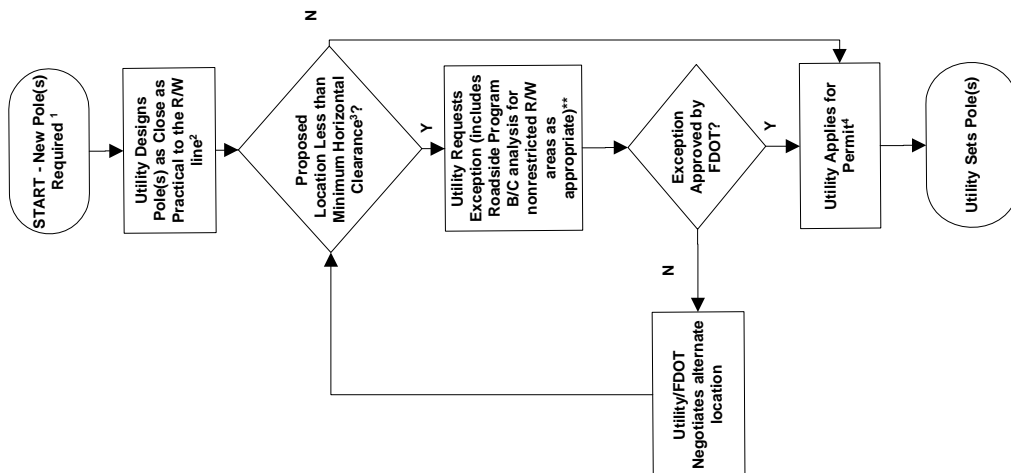 START - New Pole(s)
Required ¹
Utility Designs
Pole(s) as Close as
Practical to the R/W
line²
Proposed
Location Less than
Minimum Horizontal
Clearance³?
N
Y
Utility Requests
Exception (includes
Roadside Program
B/C analysis for
nonrestricted R/W
areas as
appropriate)**
Exception
Approved by
FDOT?
N
Y
Utility/FDOT
Negotiates alternate
location
Utility Applies for
Permit⁴
Utility Sets Pole(s)